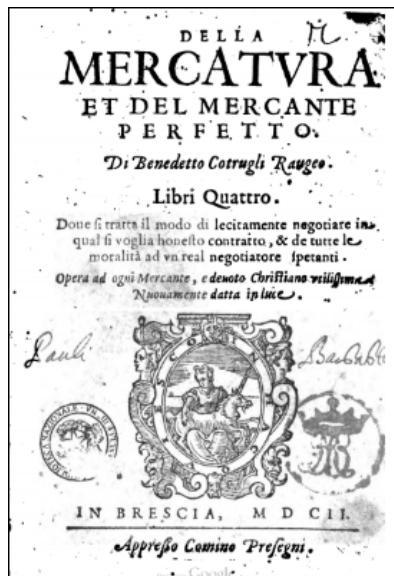 DELLA
MERCATVRA
ET DEL MERCANTE
PERFETTO.
Di Benedetto Cotrugli Raugeo.
Libri Quattro.
Doue ſi tratta il modo di lecitamente negotiare in
qual ſi voglia honeſto contratto, & de tutte le
moralità ad vn real negotiatore ſpetanti.
Opera ad ogni Mercante, e deuoto Chriſtiano vtiliſsima
Nuouamente datta in luce.
Pauli
IN BRESCIA, M D CII.
Appreſſo Comino Preſegni.
Google